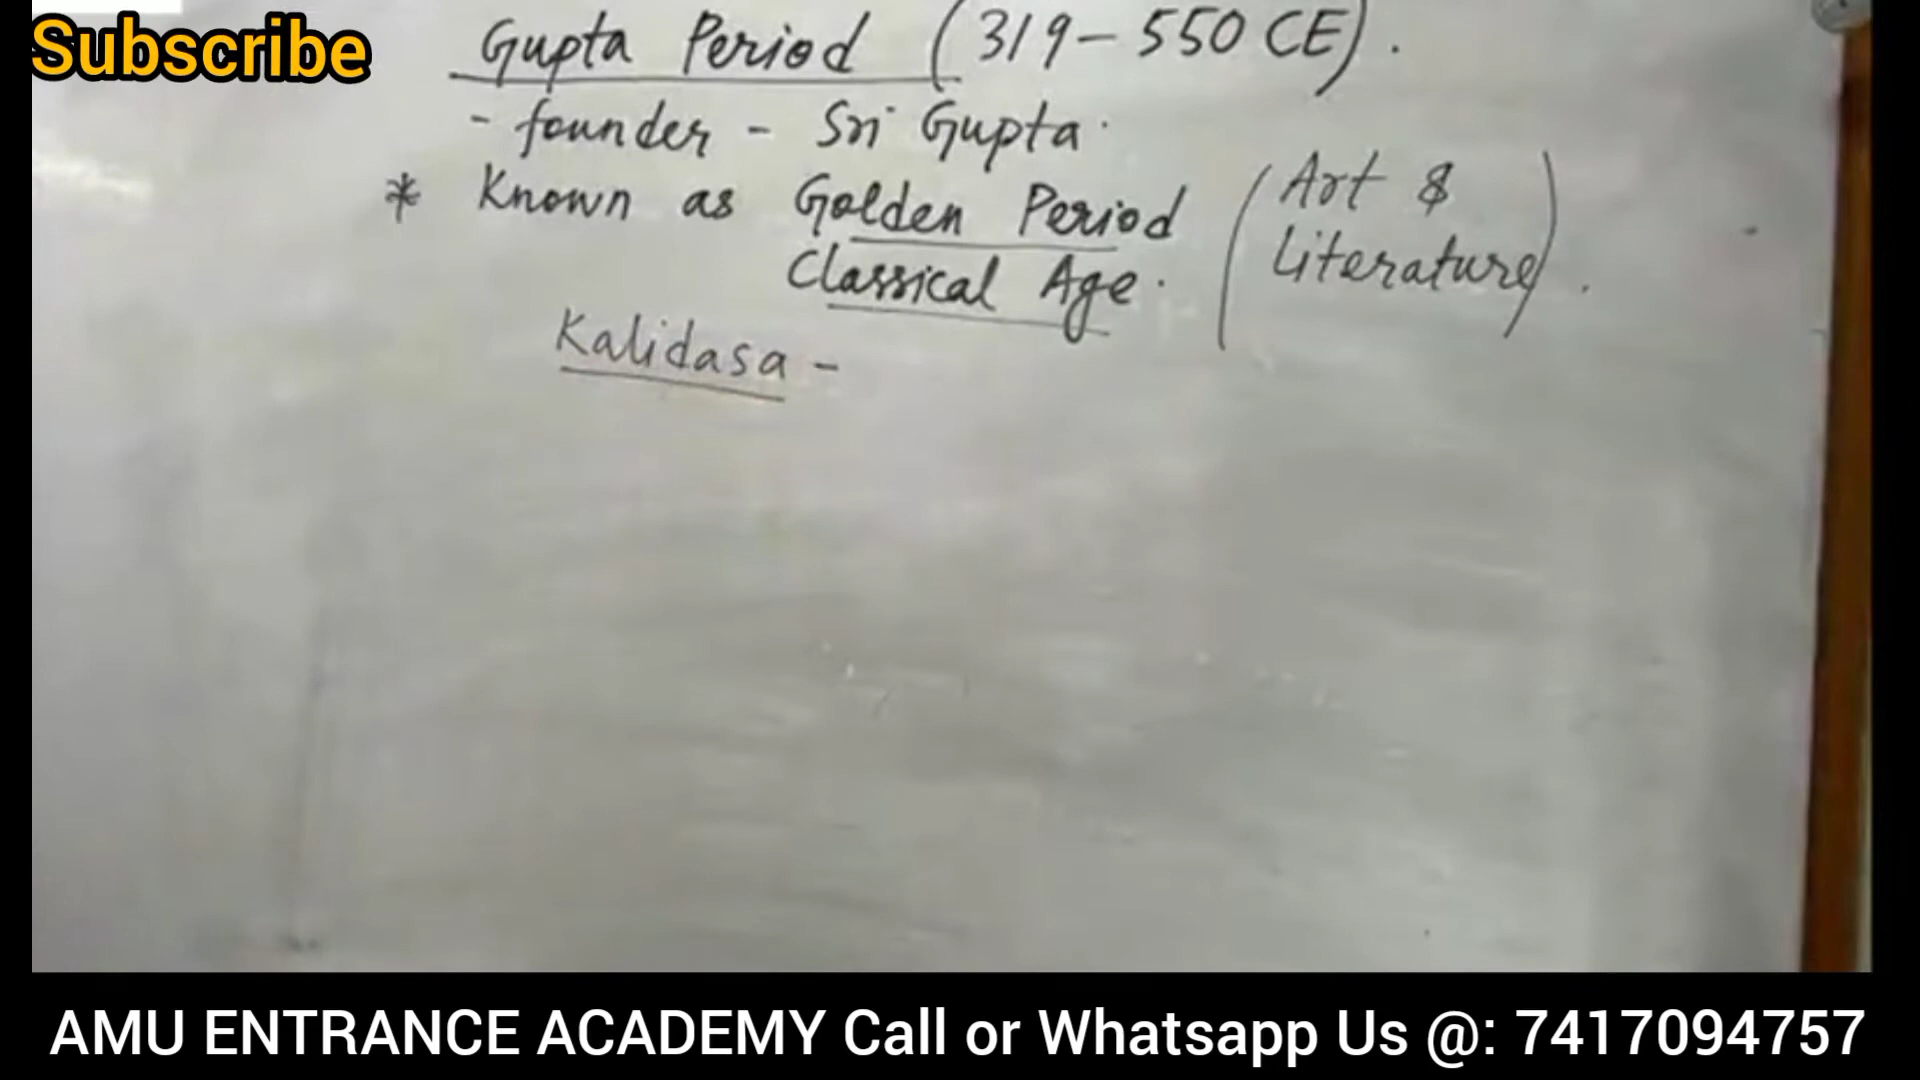 Subscribe
Gupta Period (319-550 CE).
- founder - Sri Gupta.
* Known as Golden Period (Art &
Classical Age. Literature).
Kalidasa -
AMU ENTRANCE ACADEMY Call or Whatsapp Us @: 7417094757